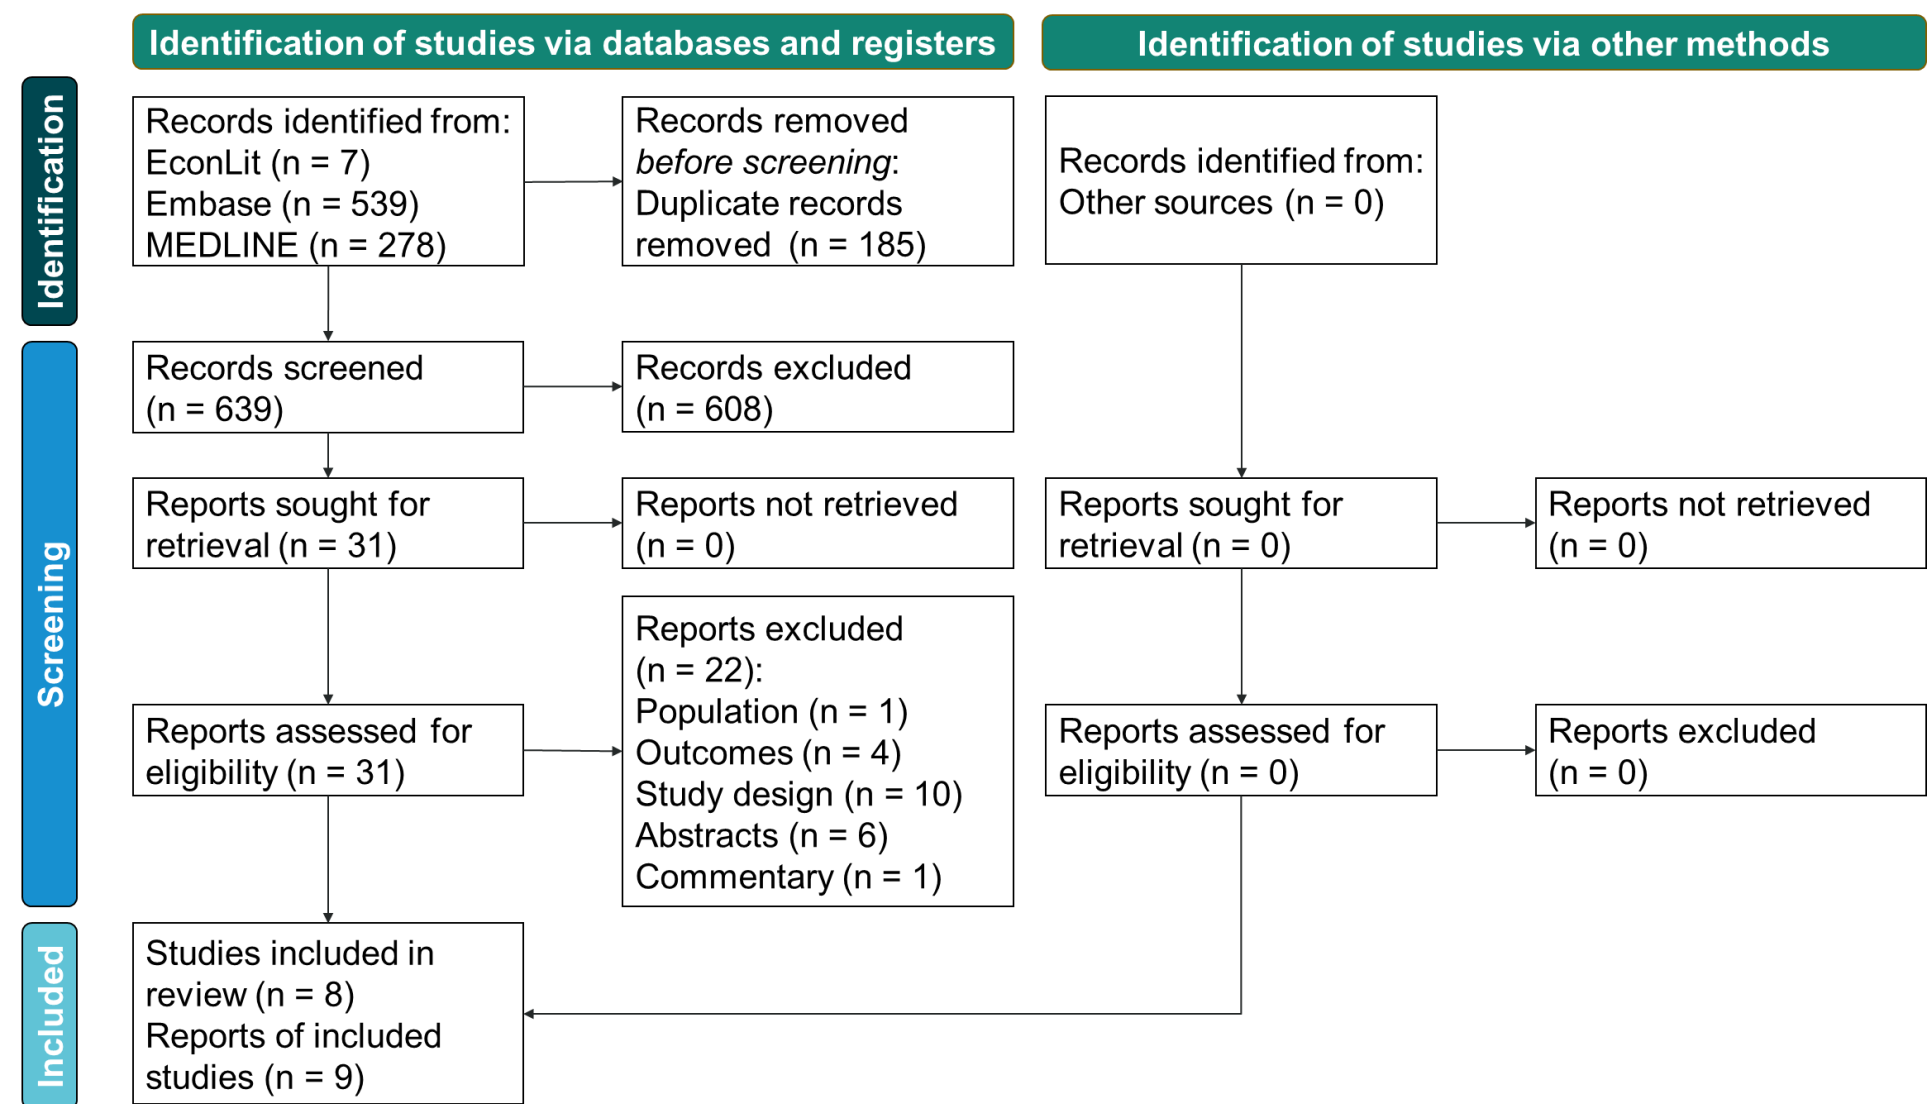 Identification of studies via databases and registers
Identification of studies via other methods
Identification
Records identified from:
EconLit (n = 7)
Embase (n = 539)
MEDLINE (n = 278)
Records removed
before screening:
Duplicate records
removed (n = 185)
Records identified from:
Other sources (n = 0)
Screening
Records screened
(n = 639)
Records excluded
(n = 608)
Reports sought for
retrieval (n = 31)
Reports not retrieved
(n = 0)
Reports sought for
retrieval (n = 0)
Reports not retrieved
(n = 0)
Reports assessed for
eligibility (n = 31)
Reports excluded
(n = 22):
Population (n = 1)
Outcomes (n = 4)
Study design (n = 10)
Abstracts (n = 6)
Commentary (n = 1)
Reports assessed for
eligibility (n = 0)
Reports excluded
(n = 0)
Included
Studies included in
review (n = 8)
Reports of included
studies (n = 9)